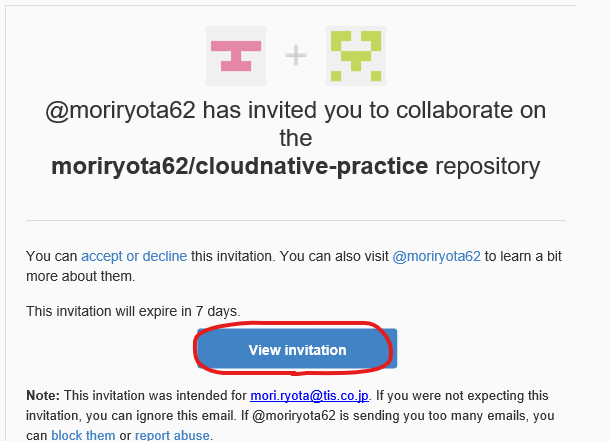 @moriryota62 has invited you to collaborate on
the
moriryota62/cloudnative-practice repository
You can accept or decline this invitation. You can also visit @moriryota62 to learn a bit
more about them.
This invitation will expire in 7 days.
View invitation
Note: This invitation was intended for mori.ryota@tis.co.jp. If you were not expecting this
invitation, you can ignore this email. If @moriryota62 is sending you too many emails, you
can block them or report abuse.